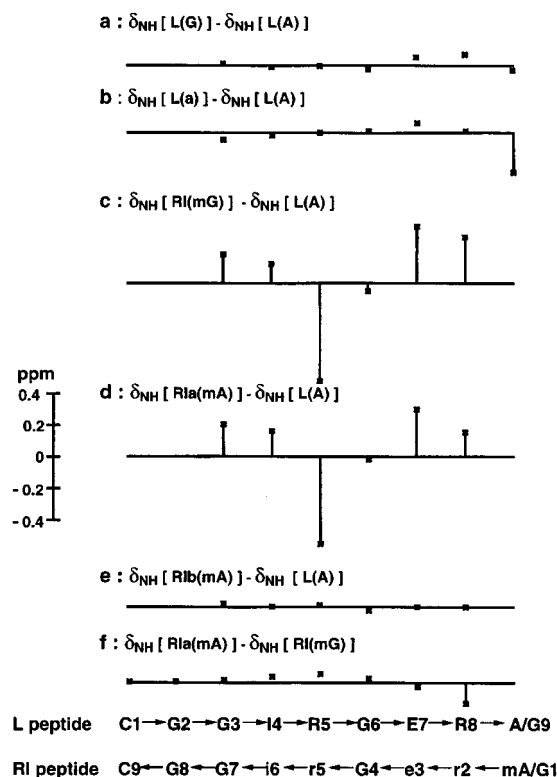 a : δNH [ L(G) ] - δNH [ L(A) ]
b : δNH [ L(a) ] - δNH [ L(A) ]
c : δNH [ RI(mG) ] - δNH [ L(A) ]
ppm
0.4
0.2
0
- 0.2
- 0.4
d : δNH [ RIa(mA) ] - δNH [ L(A) ]
e : δNH [ RIb(mA) ] - δNH [ L(A) ]
f : δNH [ RIa(mA) ] - δNH [ RI(mG) ]
L peptide C1→G2→G3→I4→R5→G6→E7→R8→A/G9
RI peptide C9←G8←G7←i6←r5←G4←e3←r2←mA/G1